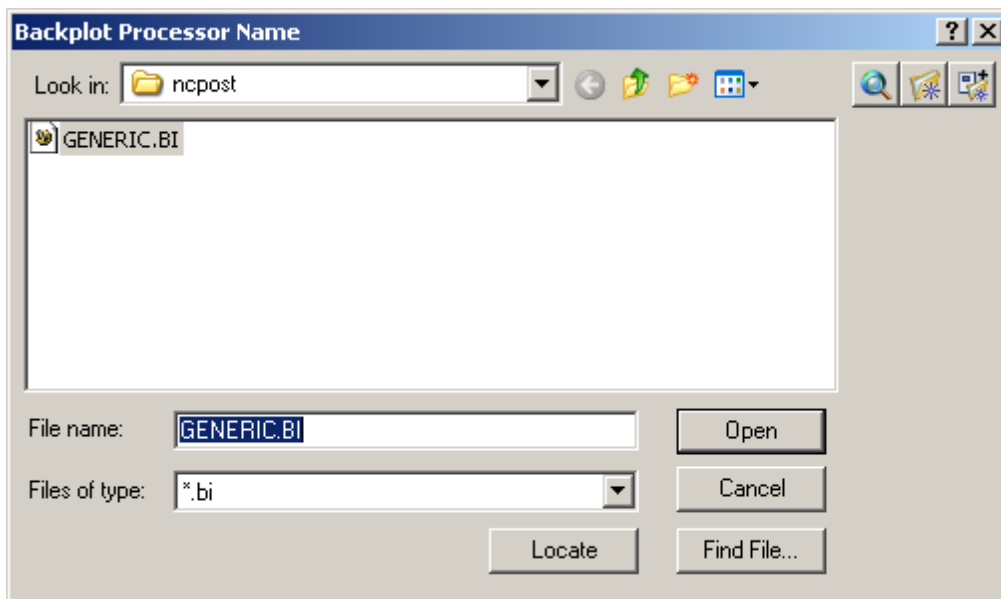 Backplot Processor Name
Look in: ncpost
GENERIC.BI
File name: GENERIC.BI
Open
Files of type: *.bi
Cancel
Locate
Find File...